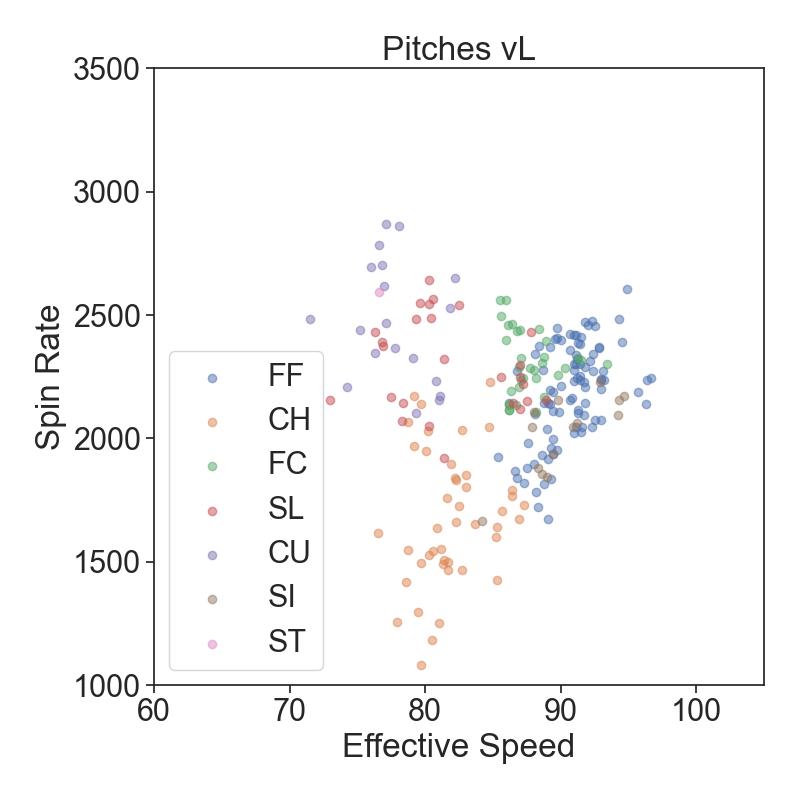 Pitches vL
3500
3000
2500
2000
1500
1000
Spin Rate
FF
CH
FC
SL
CU
SI
ST
60 70 80 90 100
Effective Speed